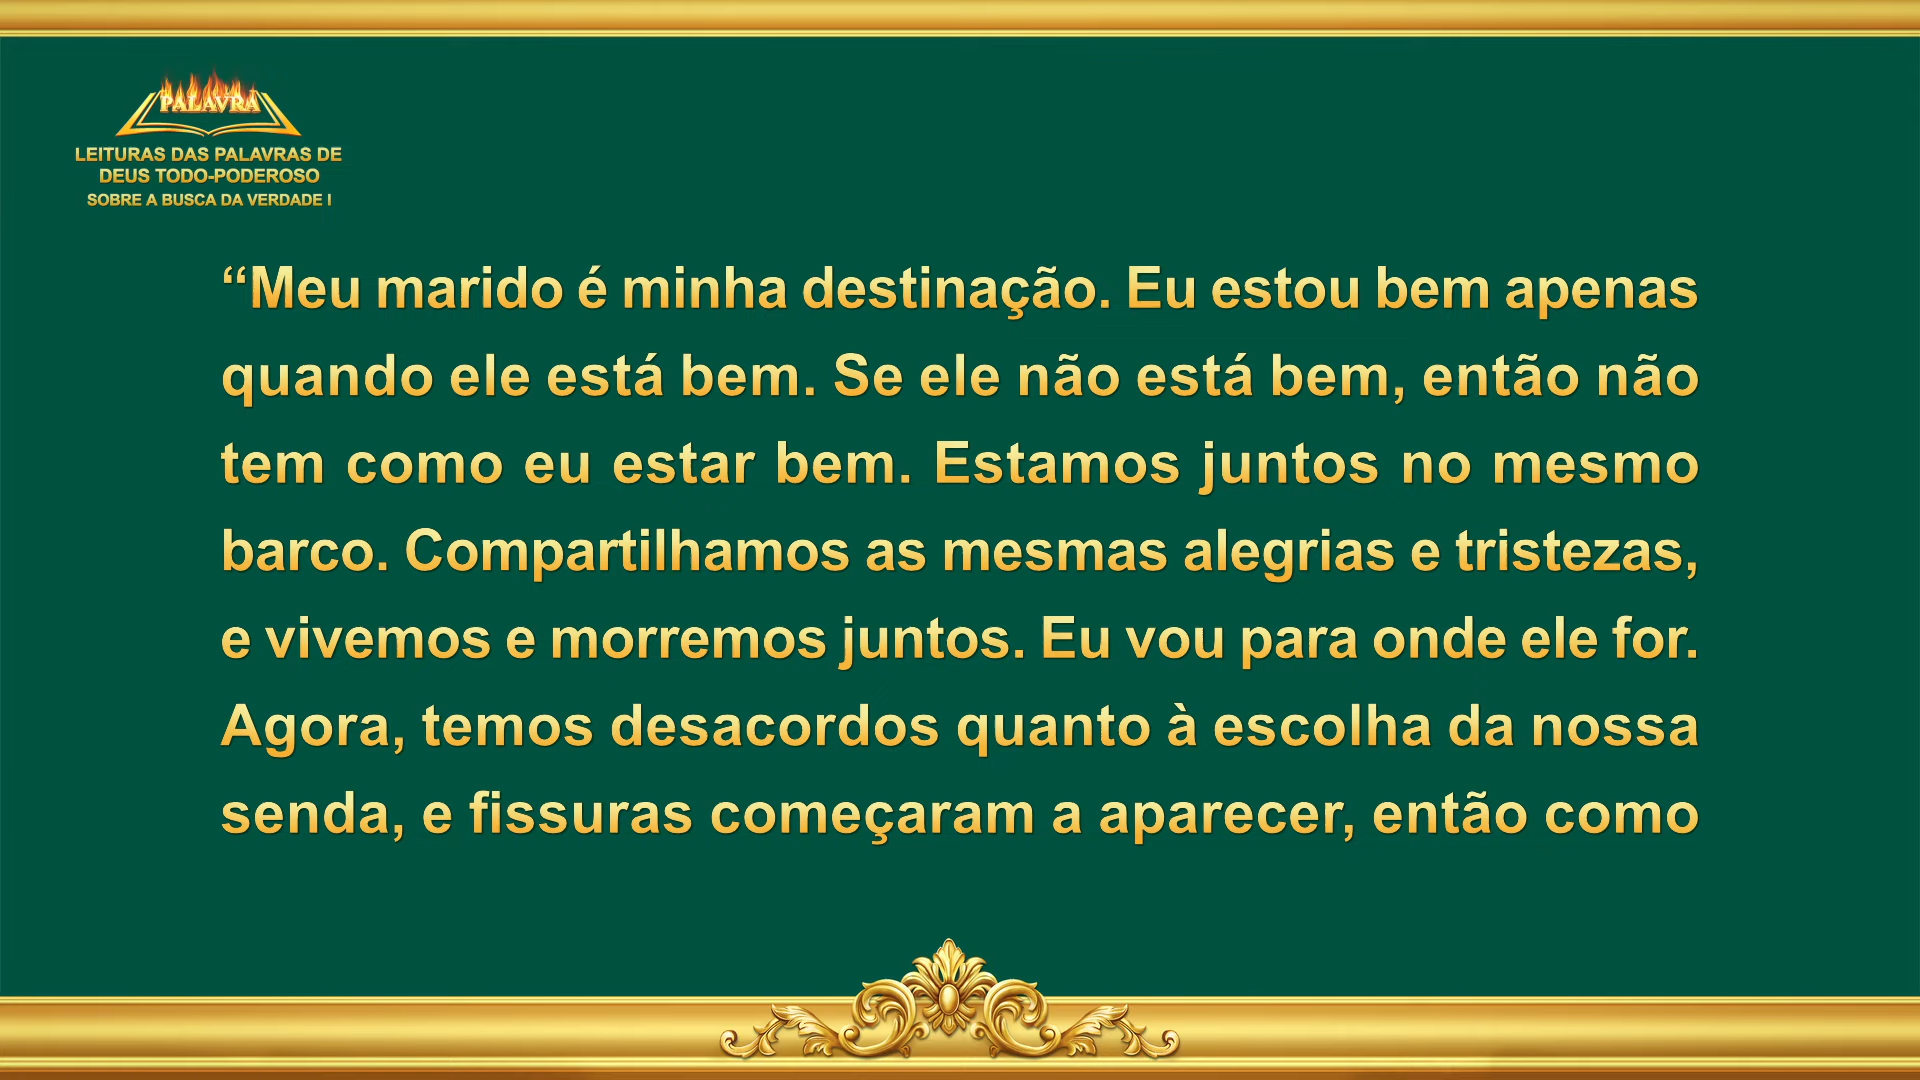 PALAVRA
LEITURAS DAS PALAVRAS DE
DEUS TODO-PODEROSO
SOBRE A BUSCA DA VERDADE I
“Meu marido é minha destinação. Eu estou bem apenas
quando ele está bem. Se ele não está bem, então não
tem como eu estar bem. Estamos juntos no mesmo
barco. Compartilhamos as mesmas alegrias e tristezas,
e vivemos e morremos juntos. Eu vou para onde ele for.
Agora, temos desacordos quanto à escolha da nossa
senda, e fissuras começaram a aparecer, então como